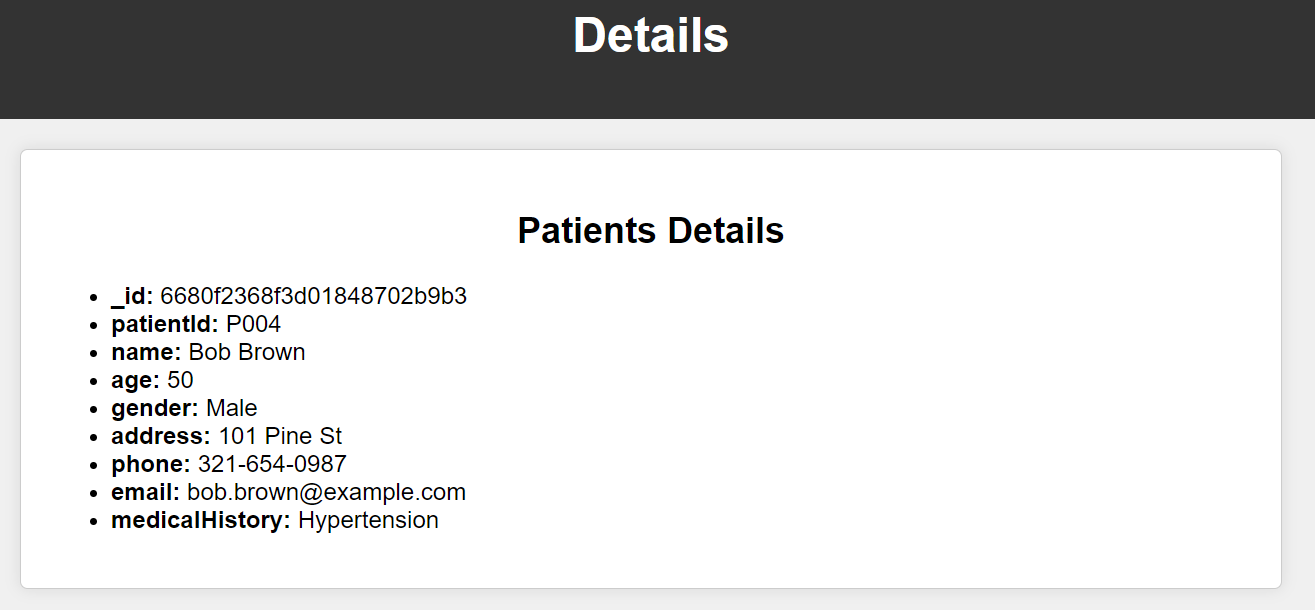 Details
Patients Details
• _id: 6680f2368f3d01848702b9b3
• patientId: P004
• name: Bob Brown
• age: 50
• gender: Male
• address: 101 Pine St
• phone: 321-654-0987
• email: bob.brown@example.com
• medicalHistory: Hypertension